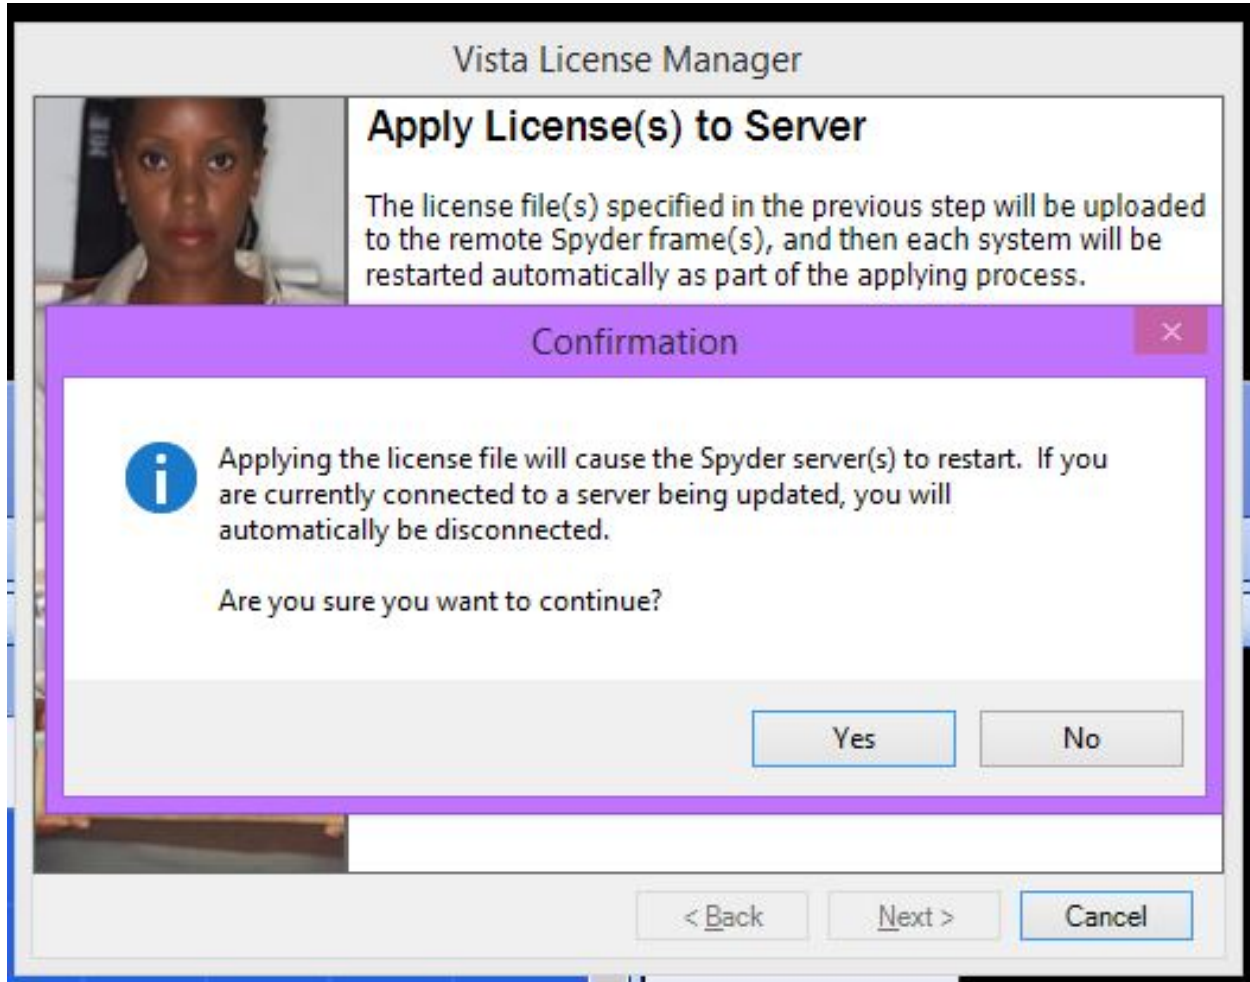 Vista License Manager
Apply License(s) to Server
The license file(s) specified in the previous step will be uploaded
to the remote Spyder frame(s), and then each system will be
restarted automatically as part of the applying process.
Confirmation
Applying the license file will cause the Spyder server(s) to restart.  If you
are currently connected to a server being updated, you will
automatically be disconnected.
Are you sure you want to continue?
Yes
No
< Back
Next >
Cancel